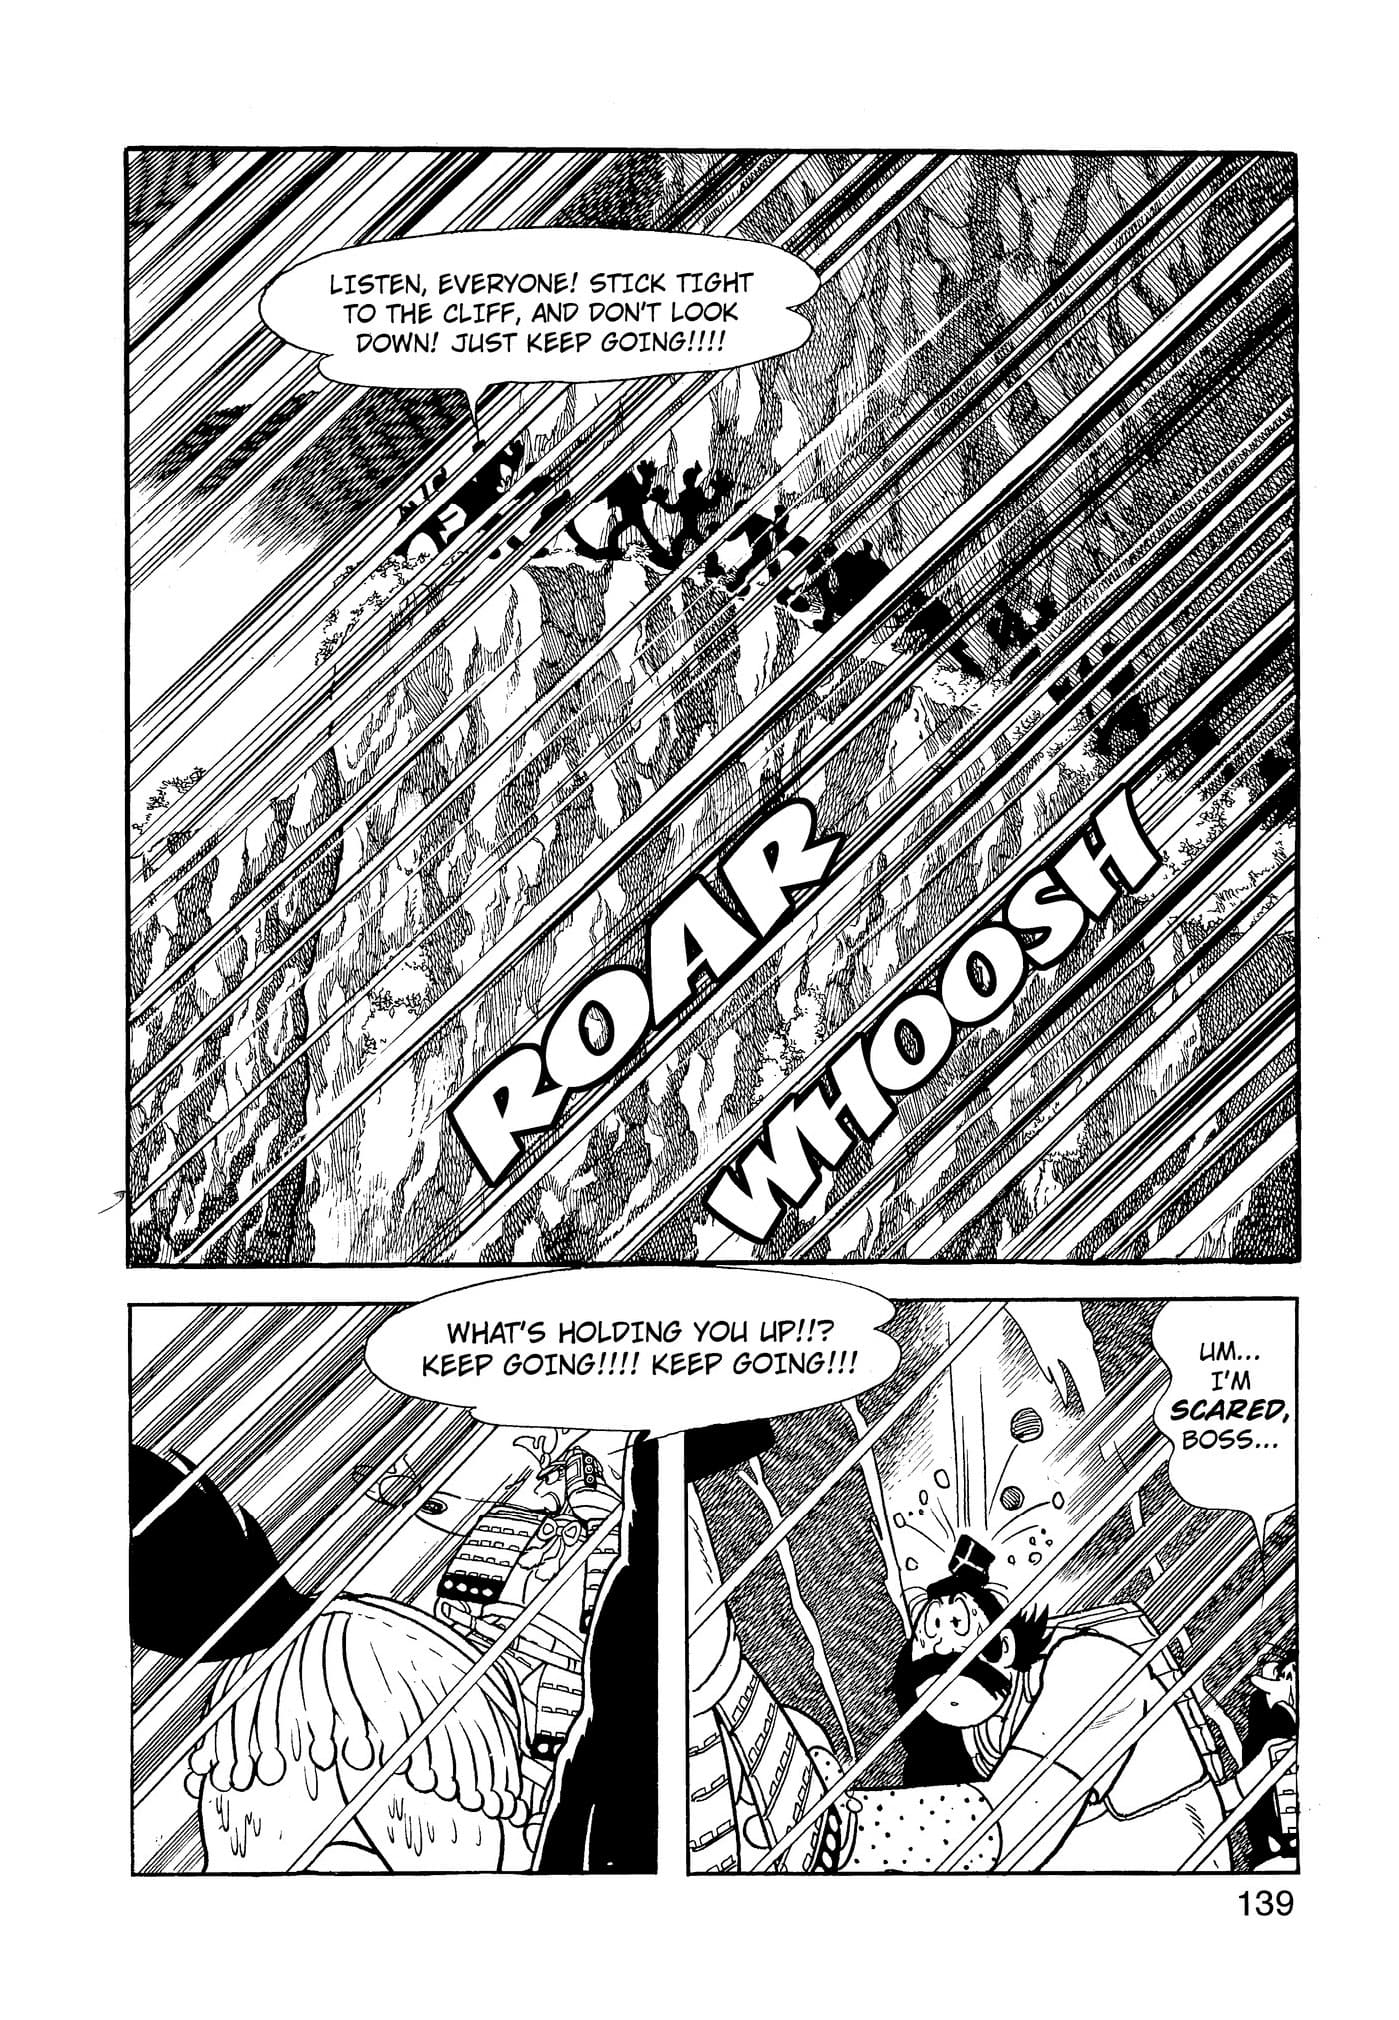 LISTEN, EVERYONE! STICK TIGHT
TO THE CLIFF, AND DON'T LOOK
DOWN! JUST KEEP GOING!!!!
ROAR
WHOOSH
WHAT'S HOLDING YOU UP!!?
KEEP GOING!!!! KEEP GOING!!!
UM...
I'M
SCARED,
BOSS...
139